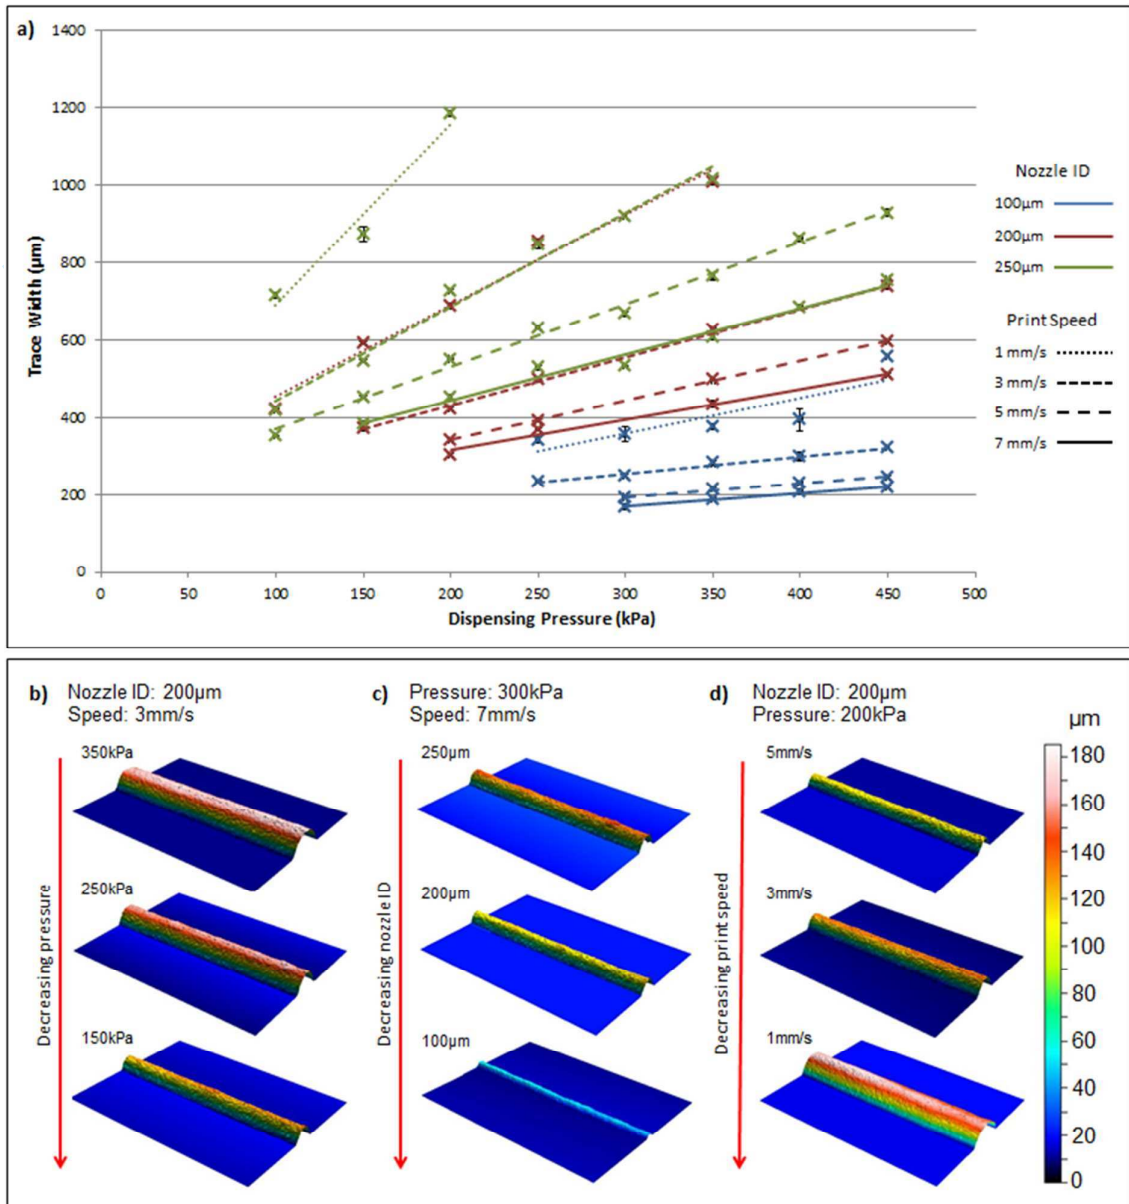 a)
1400
1200
1000
800
600
400
200
0
Trace Width (µm)
0 50 100 150 200 250 300 350 400 450 500
Dispensing Pressure (kPa)
Nozzle ID
100µm
200µm
250µm
Print Speed
1 mm/s
3 mm/s
5 mm/s
7 mm/s
b) Nozzle ID: 200µm
Speed: 3mm/s
350kPa
250kPa
150kPa
Decreasing pressure
c) Pressure: 300kPa
Speed: 7mm/s
250µm
200µm
100µm
Decreasing nozzle ID
d) Nozzle ID: 200µm
Pressure: 200kPa
5mm/s
3mm/s
1mm/s
Decreasing print speed
µm
180
160
140
120
100
80
60
40
20
0